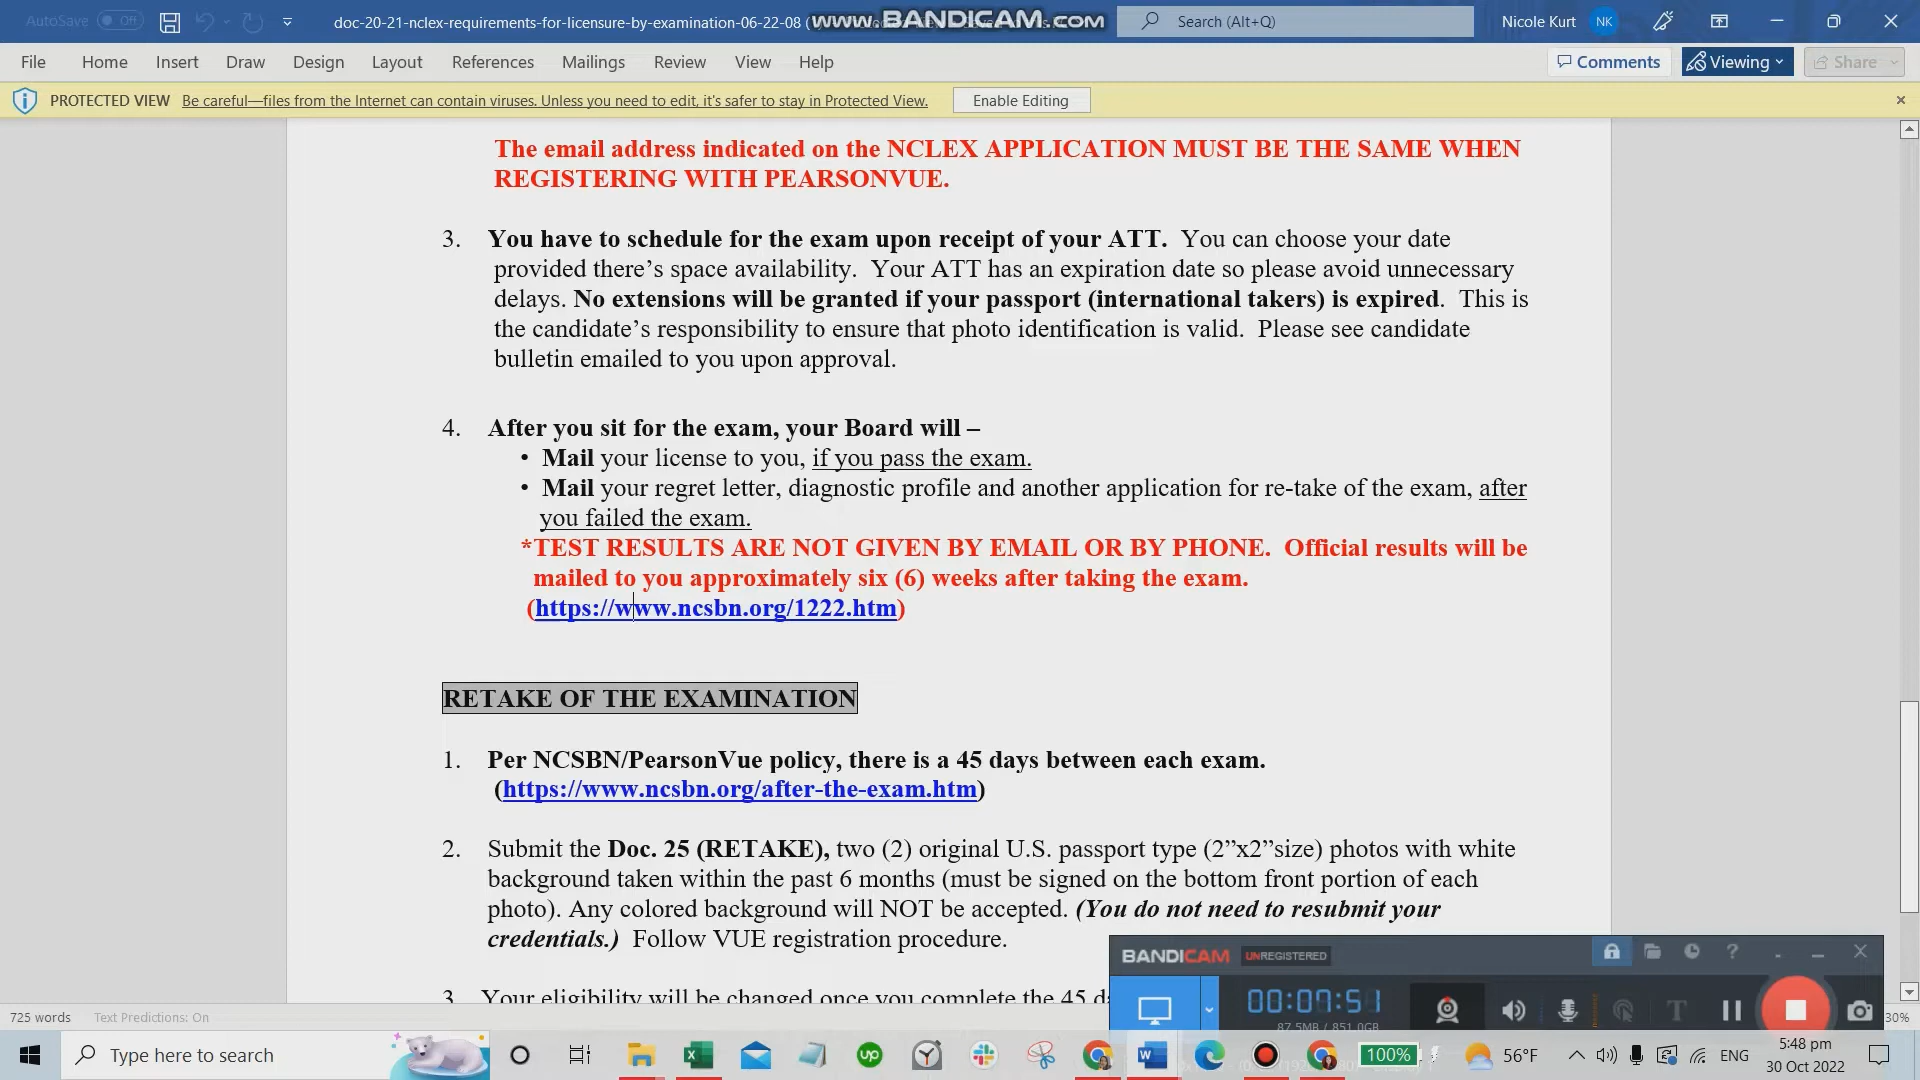 AutoSave Off
doc-20-21-nclex-requirements-for-licensure-by-examination-06-22-08
www.BANDICAM.com
Search (Alt+Q)
Nicole Kurt NK
File Home Insert Draw Design Layout References Mailings Review View Help
Comments Viewing Share
PROTECTED VIEW Be careful—files from the Internet can contain viruses. Unless you need to edit, it's safer to stay in Protected View. Enable Editing
The email address indicated on the NCLEX APPLICATION MUST BE THE SAME WHEN
REGISTERING WITH PEARSONVUE.
3. You have to schedule for the exam upon receipt of your ATT. You can choose your date
provided there's space availability. Your ATT has an expiration date so please avoid unnecessary
delays. No extensions will be granted if your passport (international takers) is expired. This is
the candidate's responsibility to ensure that photo identification is valid. Please see candidate
bulletin emailed to you upon approval.
4. After you sit for the exam, your Board will –
• Mail your license to you, if you pass the exam.
• Mail your regret letter, diagnostic profile and another application for re-take of the exam, after
you failed the exam.
*TEST RESULTS ARE NOT GIVEN BY EMAIL OR BY PHONE. Official results will be
mailed to you approximately six (6) weeks after taking the exam.
(https://www.ncsbn.org/1222.htm)
RETAKE OF THE EXAMINATION
1. Per NCSBN/PearsonVue policy, there is a 45 days between each exam.
(https://www.ncsbn.org/after-the-exam.htm)
2. Submit the Doc. 25 (RETAKE), two (2) original U.S. passport type (2”x2”size) photos with white
background taken within the past 6 months (must be signed on the bottom front portion of each
photo). Any colored background will NOT be accepted. (You do not need to resubmit your
credentials.) Follow VUE registration procedure.
3. Your eligibility will be changed once you complete the 45
BANDICAM UNREGISTERED
00:07:51
87.5MB / 851.0GB
725 words Text Predictions: On
30%
Type here to search
100%
56°F
ENG
5:48 pm
30 Oct 2022